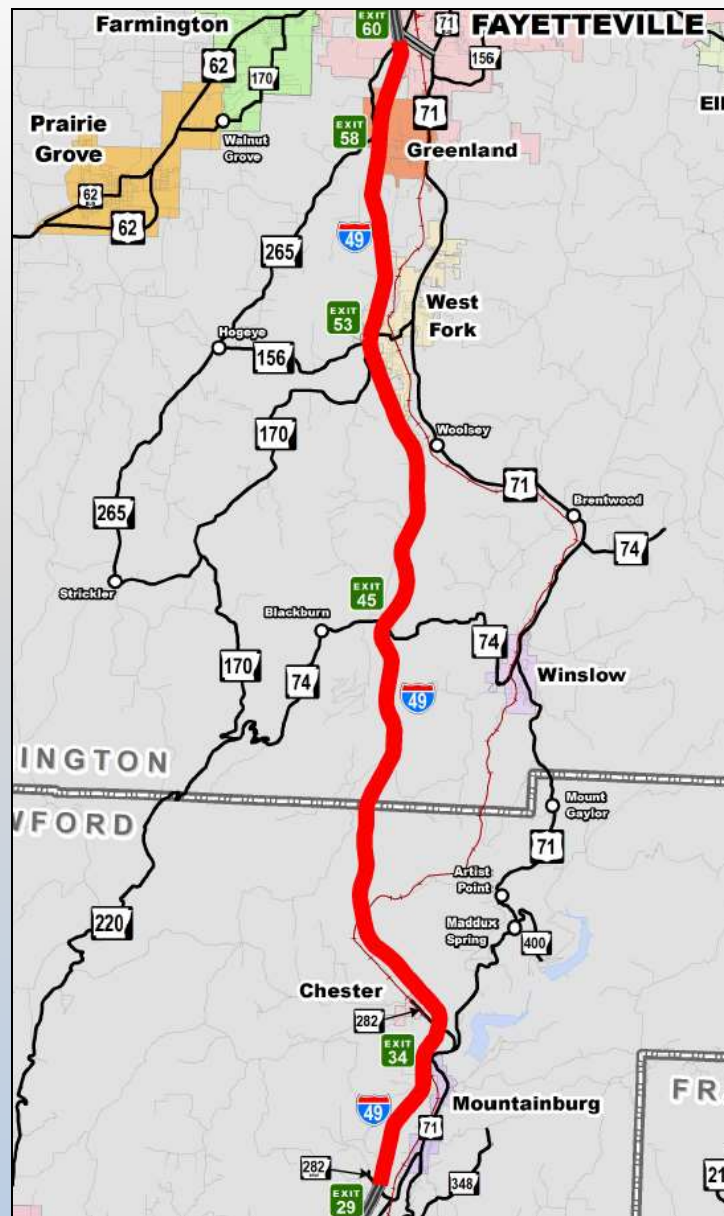 Farmington
EXIT
60
71
FAYETTEVILLE
62
170
156
Ell
Prairie
Grove
Walnut
Grove
EXIT
58
71
Greenland
62
62
265
49
EXIT
53
West
Fork
Hogeye
156
170
Woolsey
71
265
Brentwood
74
Strickler
EXIT
45
Blackburn
170
74
74
Winslow
49
INGTON
WFORD
Mount
Gaylor
71
Artist
Point
220
Maddux
Spring
400
Chester
282
EXIT
34
FRA
49
Mountainburg
71
282
348
21
EXIT
29